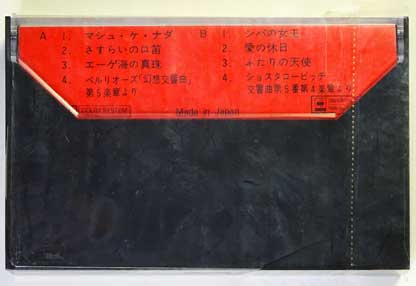 A 1. マシュ・ケ・ナダ
2. さすらいの口笛
3. エーゲ海の真珠
4. ベルリオーズ「幻想交響曲」
第5楽章より
B 1. シバの女王
2. 愛の休日
3. ふたりの天使
4. ショスタコービッチ
交響曲第5番第4楽章より
DOLBY SYSTEM
Made in Japan